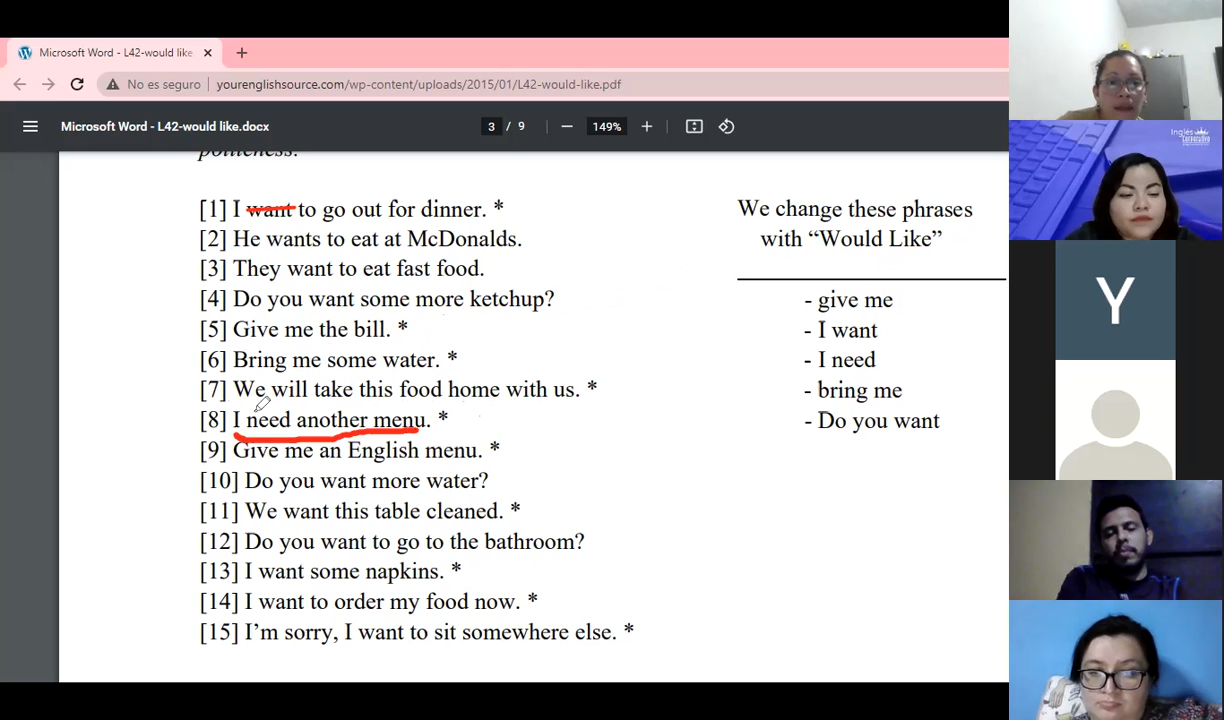 Microsoft Word - L42-would like
No es seguro
yourenglishsource.com/wp-content/uploads/2015/01/L42-would-like.pdf
Microsoft Word - L42-would like.docx
3 / 9
149%
politeness.
[1] I want to go out for dinner. *
[2] He wants to eat at McDonalds.
[3] They want to eat fast food.
[4] Do you want some more ketchup?
[5] Give me the bill. *
[6] Bring me some water. *
[7] We will take this food home with us. *
[8] I need another menu. *
[9] Give me an English menu. *
[10] Do you want more water?
[11] We want this table cleaned. *
[12] Do you want to go to the bathroom?
[13] I want some napkins. *
[14] I want to order my food now. *
[15] I’m sorry, I want to sit somewhere else. *
We change these phrases
with “Would Like”
- give me
- I want
- I need
- bring me
- Do you want
Inglés
Corporativo
Y